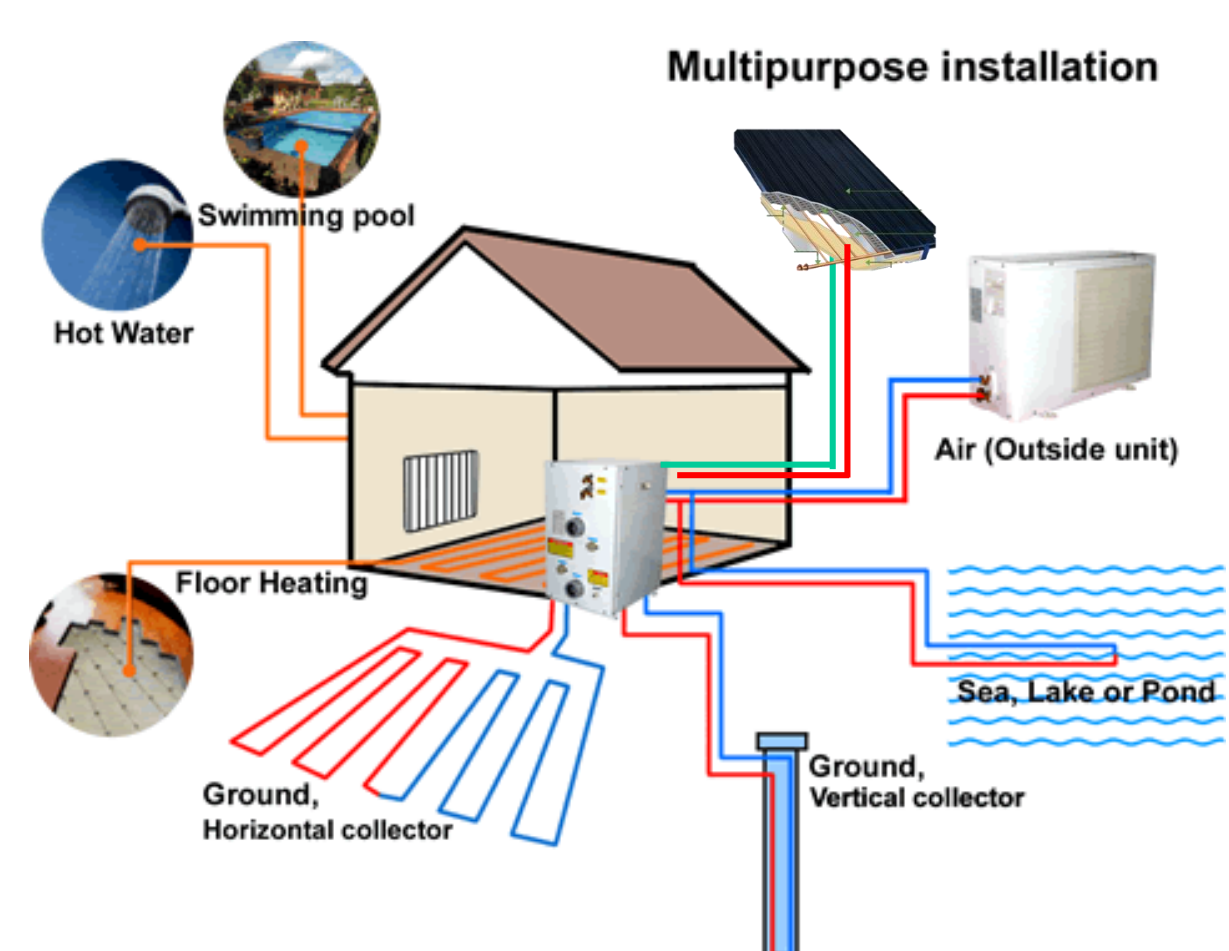 Multipurpose installation
Swimming pool
Hot Water
Air (Outside unit)
Floor Heating
Sea, Lake or Pond
Ground,
Horizontal collector
Ground,
Vertical collector